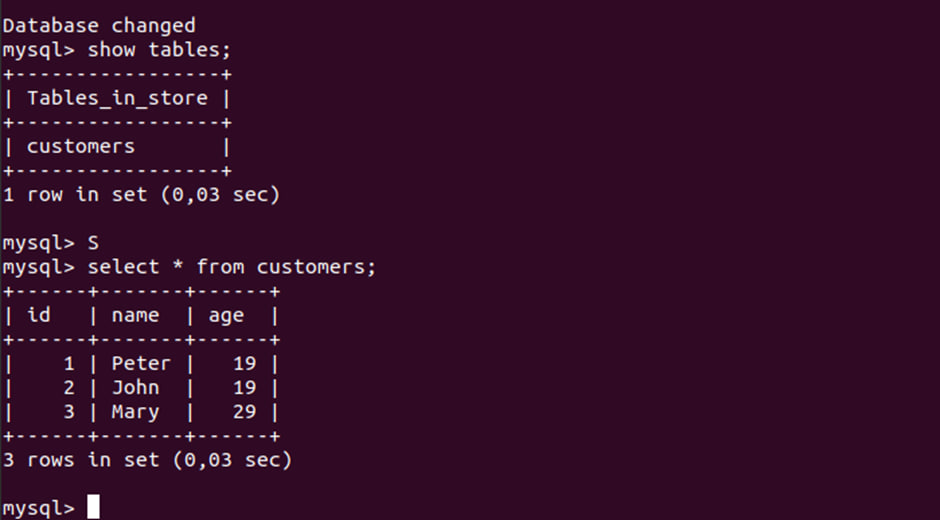 Database changed
mysql> show tables;
+-----------------+
| Tables_in_store |
+-----------------+
| customers       |
+-----------------+
1 row in set (0,03 sec)

mysql> S
mysql> select * from customers;
+------+-------+------+
| id   | name  | age  |
+------+-------+------+
|    1 | Peter |   19 |
|    2 | John  |   19 |
|    3 | Mary  |   29 |
+------+-------+------+
3 rows in set (0,03 sec)

mysql>